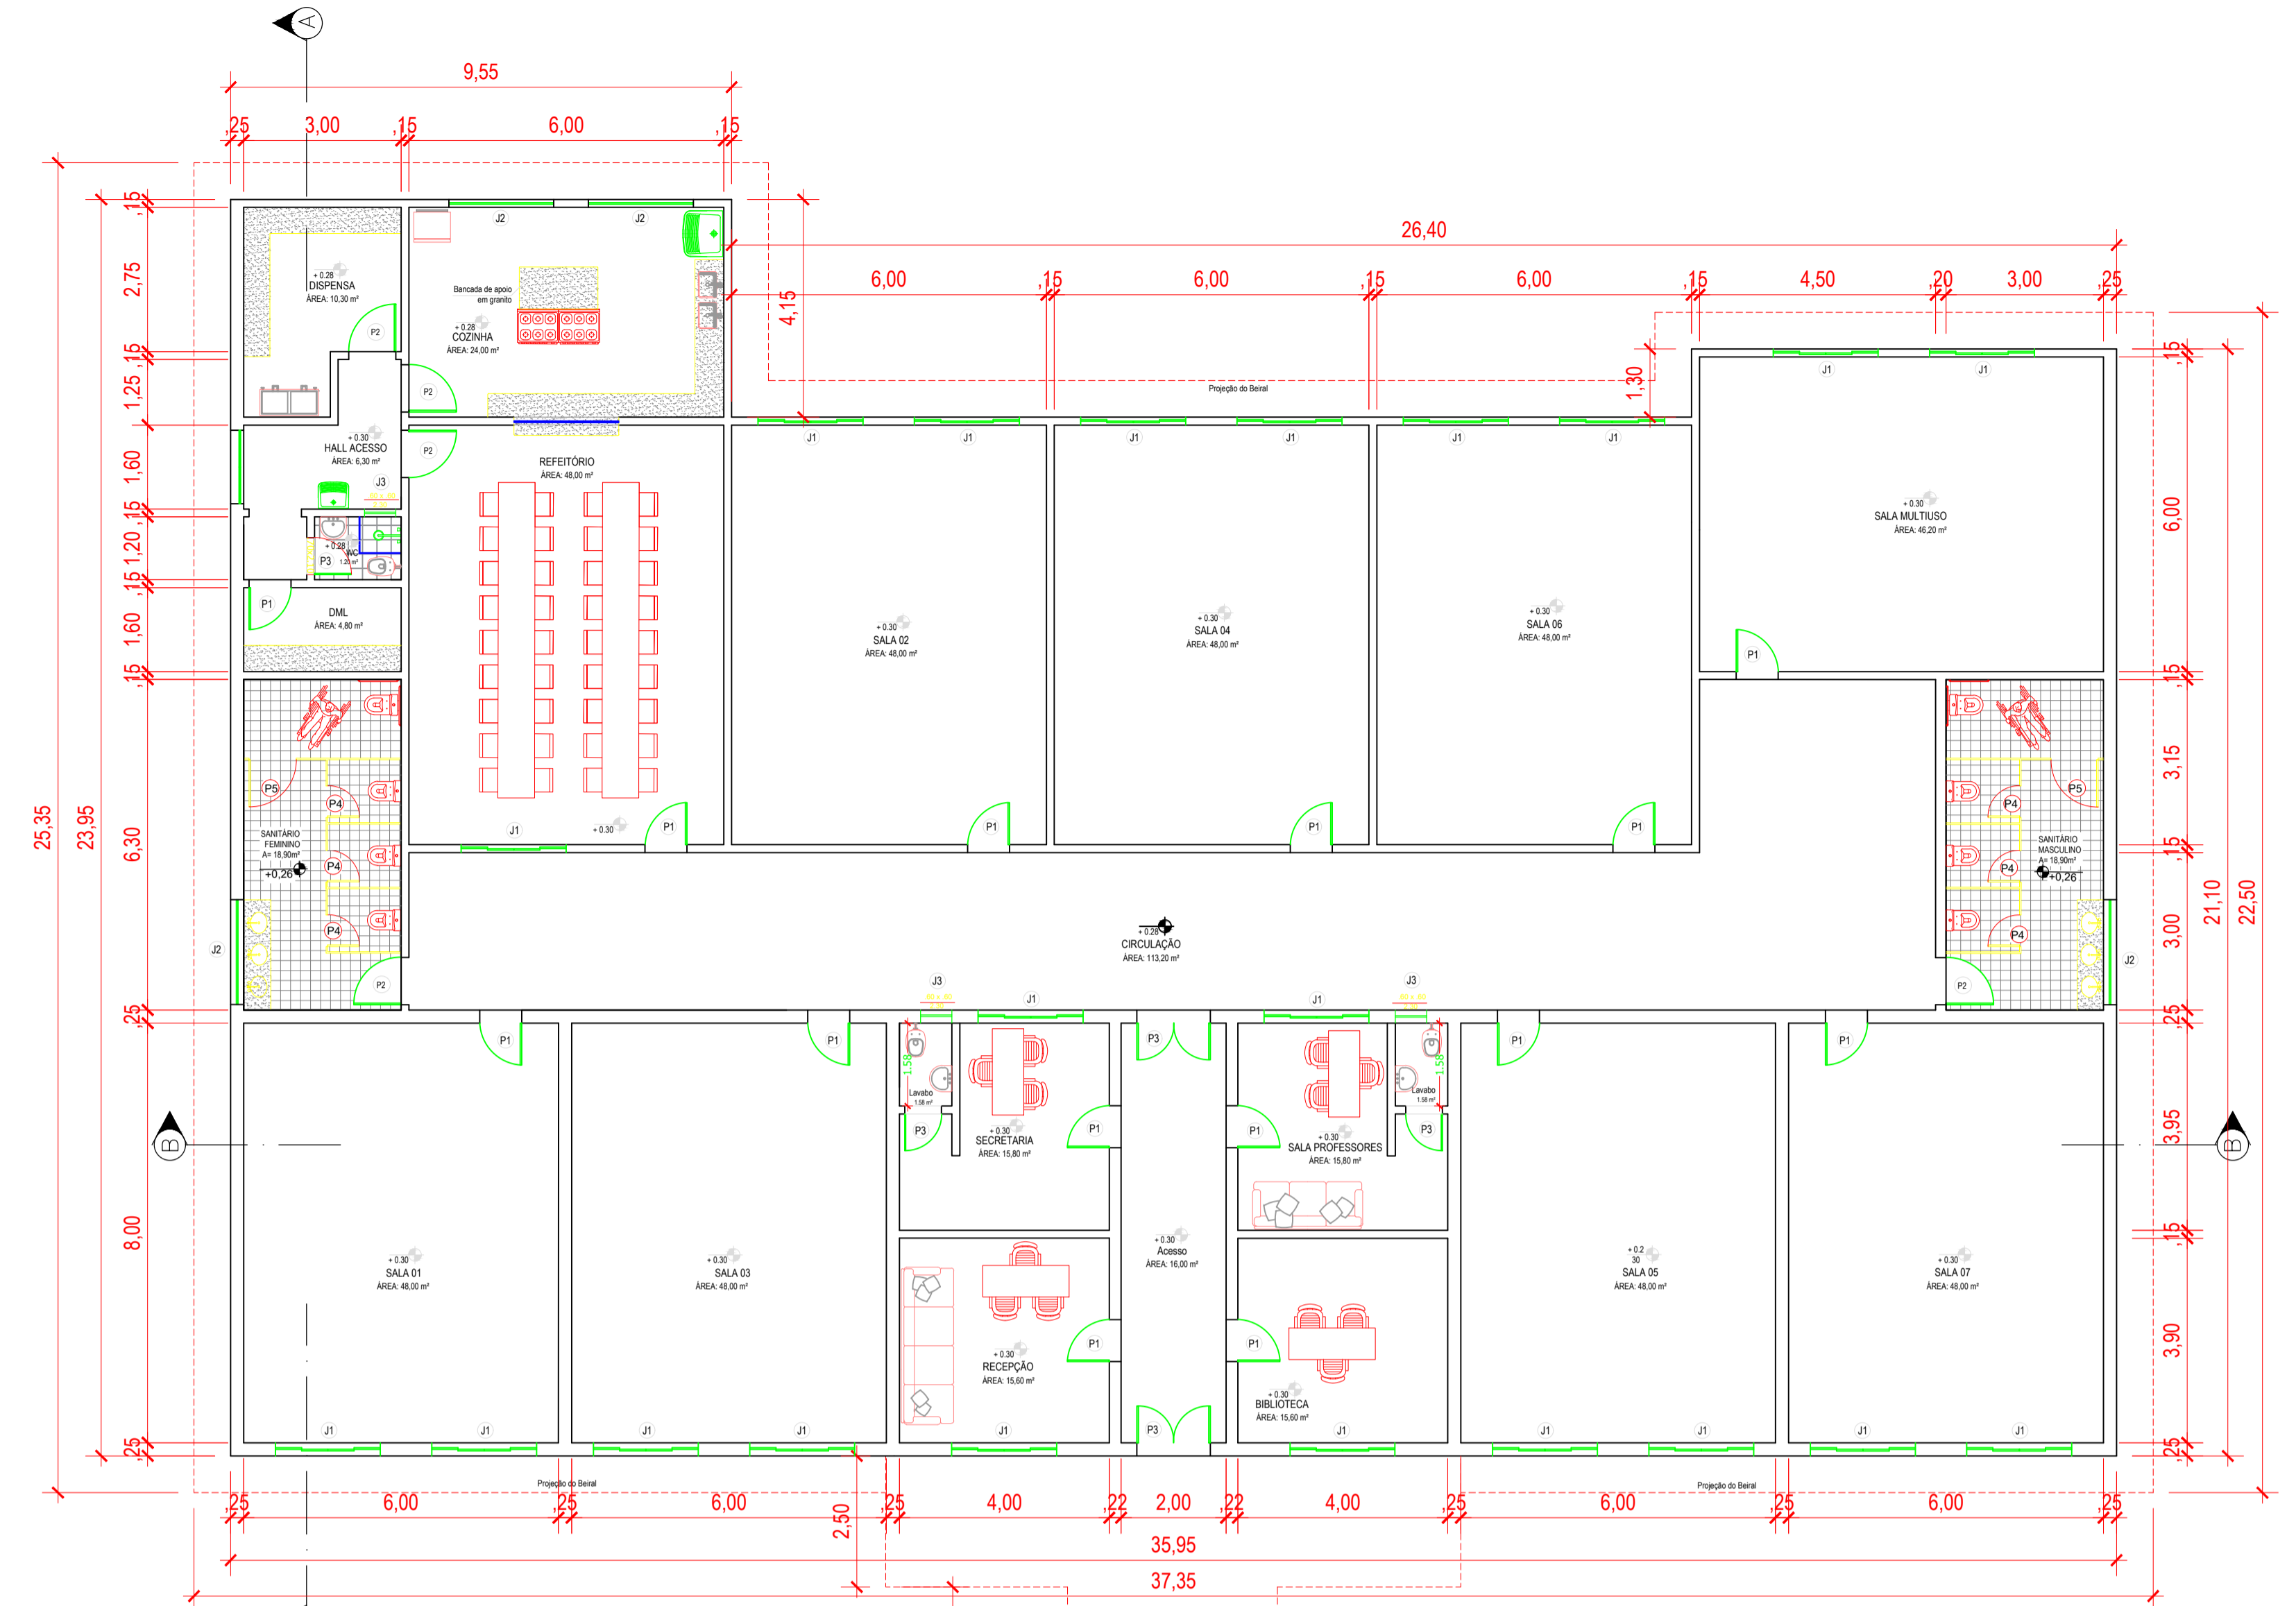 A
9,55
,25
3,00
,15
6,00
,15
26,40
6,00
,15
6,00
,15
6,00
,15
4,50
,20
3,00
,25
,15
2,75
,15
1,25
1,60
,15
1,20
,15
1,60
,15
6,30
,25
8,00
,25
23,95
25,35
4,15
1,30
Projeção do Beiral
J2
J2
+ 0.28
DISPENSA
ÁREA: 10,30 m²
P2
Bancada de apoio
em granito
+ 0.28
COZINHA
ÁREA: 24,00 m²
P2
+ 0.30
HALL ACESSO
ÁREA: 6,30 m²
J3
P2
REFEITÓRIO
ÁREA: 48,00 m²
+ 0.28
WC
1.20 m²
P3
P1
DML
ÁREA: 4,80 m²
J1
+ 0.30
P1
J1
J1
+ 0.30
SALA 02
ÁREA: 48,00 m²
P1
J1
J1
+ 0.30
SALA 04
ÁREA: 48,00 m²
P1
J1
J1
+ 0.30
SALA 06
ÁREA: 48,00 m²
P1
J1
J1
+ 0.30
SALA MULTIUSO
ÁREA: 46,20 m²
P1
P5
P4
SANITÁRIO
FEMININO
A= 18,90m²
+0,26
P4
P4
J2
P2
P5
P4
SANITÁRIO
MASCULINO
A= 18,90m²
+0,26
P4
P4
J2
P2
+ 0.28
CIRCULAÇÃO
ÁREA: 113,20 m²
,15
6,00
,15
3,15
,15
3,00
,25
3,95
,15
3,90
,25
21,10
22,50
J3
J1
J1
J3
P1
P1
P3
P1
P1
1.58
Lavabo
1.58 m²
P3
+ 0.30
SECRETARIA
ÁREA: 15,80 m²
P1
P1
+ 0.30
SALA PROFESSORES
ÁREA: 15,80 m²
1.58
Lavabo
1.58 m²
P3
B
B
+ 0.30
SALA 01
ÁREA: 48,00 m²
+ 0.30
SALA 03
ÁREA: 48,00 m²
+ 0.30
Acesso
ÁREA: 16,00 m²
+ 0.2
30
SALA 05
ÁREA: 48,00 m²
+ 0.30
SALA 07
ÁREA: 48,00 m²
P1
P1
+ 0.30
RECEPÇÃO
ÁREA: 15,60 m²
+ 0.30
BIBLIOTECA
ÁREA: 15,60 m²
J1
J1
J1
J1
J1
P3
J1
J1
J1
J1
J1
Projeção do Beiral
Projeção do Beiral
,25
6,00
,25
6,00
,25
4,00
,22
2,00
,22
4,00
,25
6,00
,25
6,00
,25
2,50
35,95
37,35